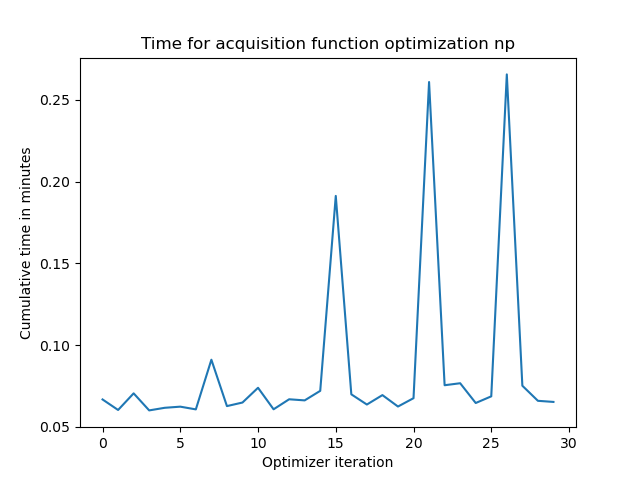 Time for acquisition function optimization np
Cumulative time in minutes
0.25
0.20
0.15
0.10
0.05
0 5 10 15 20 25 30
Optimizer iteration